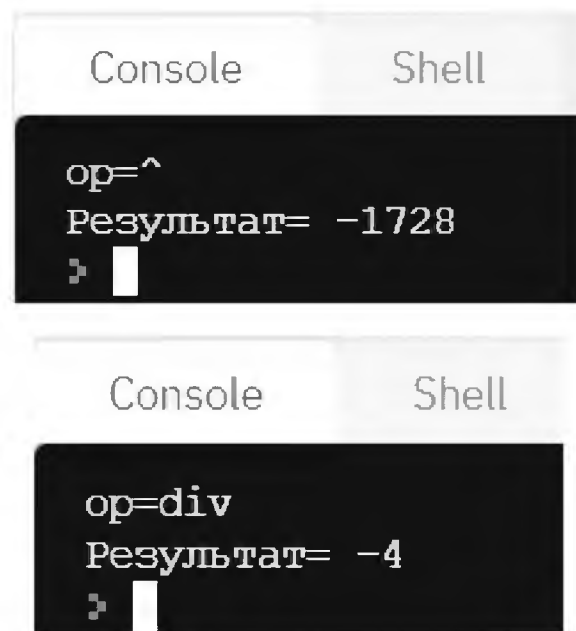 Console Shell
op=^
Результат= -1728
>
Console Shell
op=div
Результат= -4
>